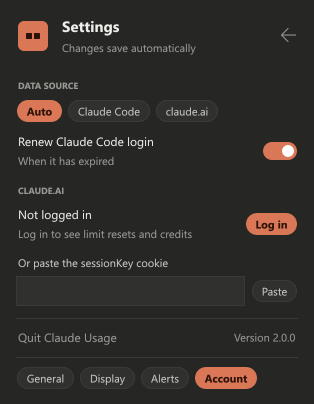 Settings
Changes save automatically
DATA SOURCE
Auto
Claude Code
claude.ai
Renew Claude Code login
When it has expired
CLAUDE.AI
Not logged in
Log in to see limit resets and credits
Log in
Or paste the sessionKey cookie
Paste
Quit Claude Usage
Version 2.0.0
General
Display
Alerts
Account